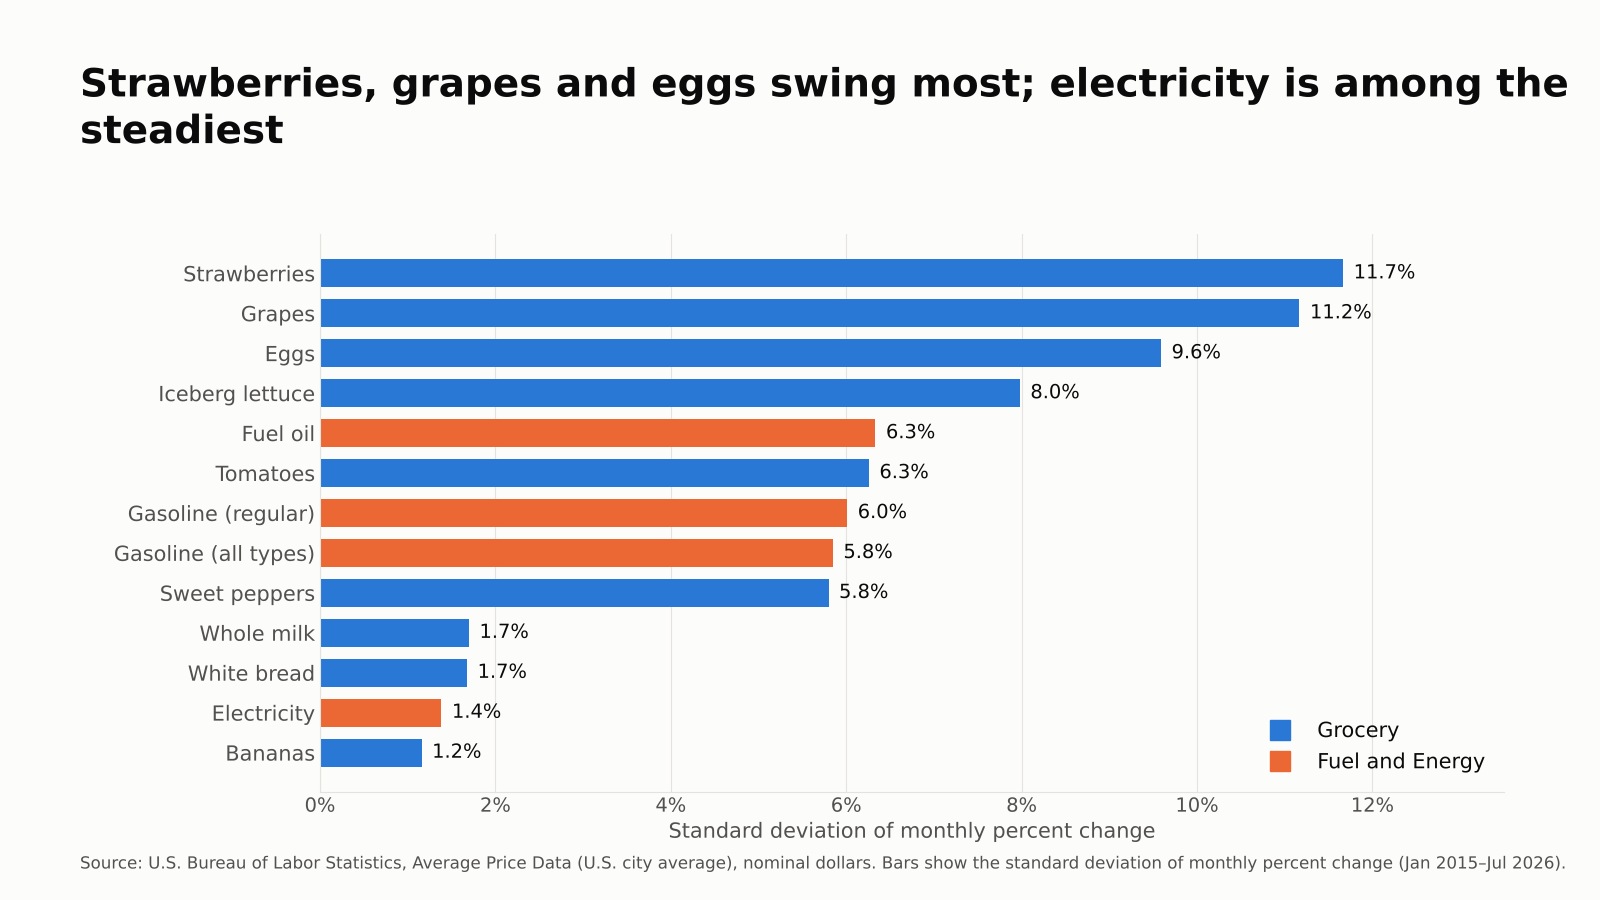 Strawberries, grapes and eggs swing most; electricity is among the
steadiest
Strawberries 11.7%
Grapes 11.2%
Eggs 9.6%
Iceberg lettuce 8.0%
Fuel oil 6.3%
Tomatoes 6.3%
Gasoline (regular) 6.0%
Gasoline (all types) 5.8%
Sweet peppers 5.8%
Whole milk 1.7%
White bread 1.7%
Electricity 1.4%
Bananas 1.2%
Grocery
Fuel and Energy
0% 2% 4% 6% 8% 10% 12%
Standard deviation of monthly percent change
Source: U.S. Bureau of Labor Statistics, Average Price Data (U.S. city average), nominal dollars. Bars show the standard deviation of monthly percent change (Jan 2015–Jul 2026).